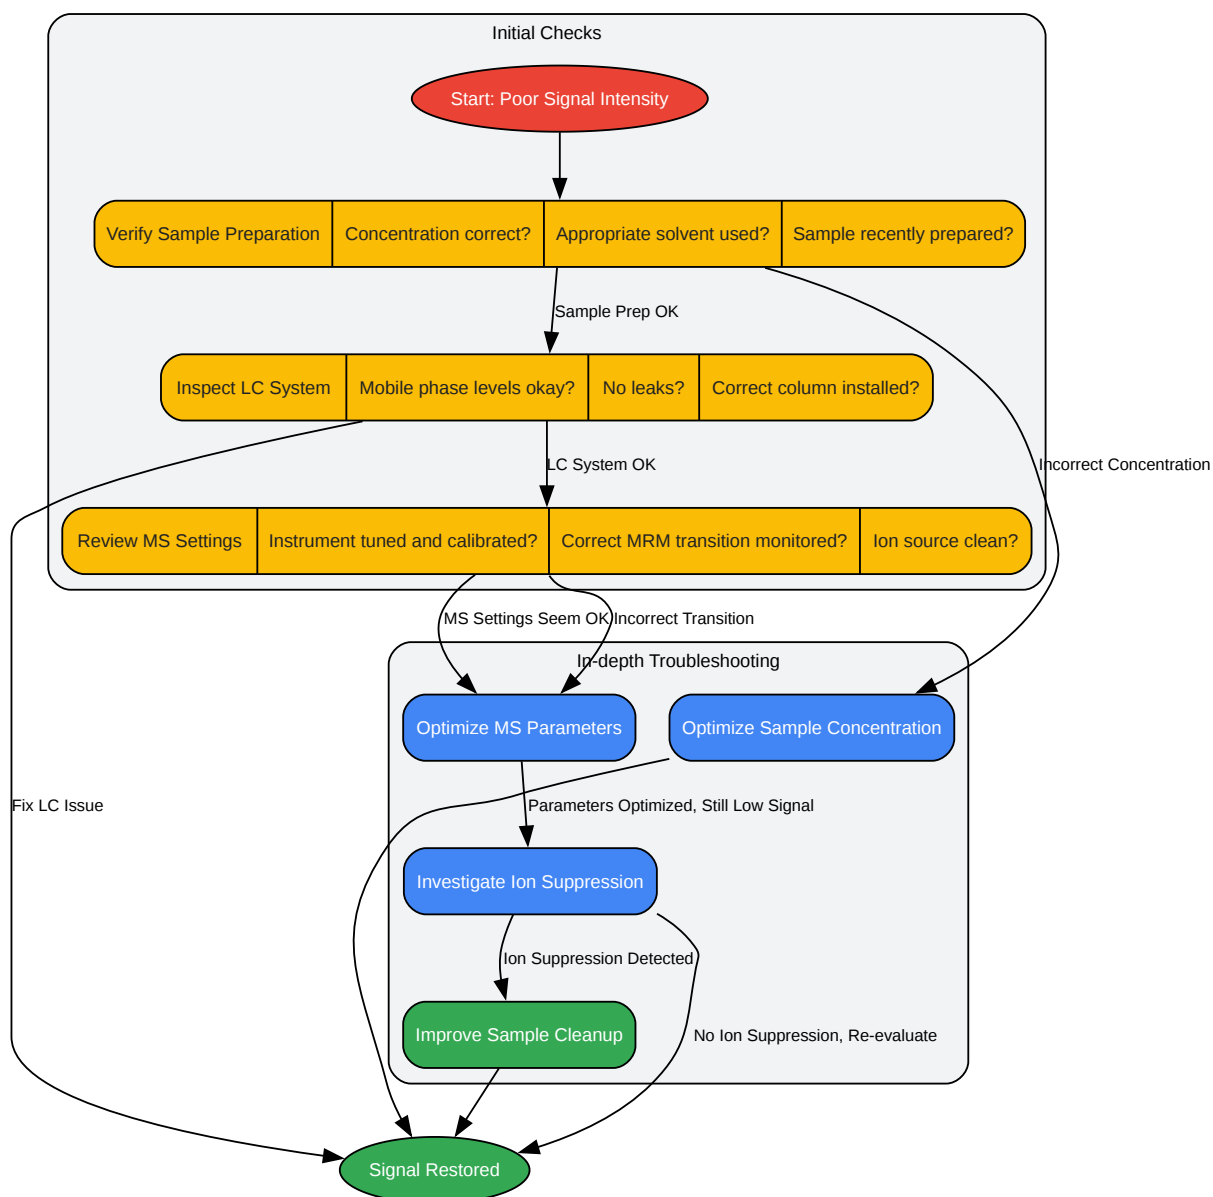 Initial Checks
Start: Poor Signal Intensity
Verify Sample Preparation
Concentration correct?
Appropriate solvent used?
Sample recently prepared?
Sample Prep OK
Inspect LC System
Mobile phase levels okay?
No leaks?
Correct column installed?
LC System OK
Incorrect Concentration
Review MS Settings
Instrument tuned and calibrated?
Correct MRM transition monitored?
Ion source clean?
MS Settings Seem OK
Incorrect Transition
In-depth Troubleshooting
Optimize MS Parameters
Optimize Sample Concentration
Fix LC Issue
Parameters Optimized, Still Low Signal
Investigate Ion Suppression
Ion Suppression Detected
Improve Sample Cleanup
No Ion Suppression, Re-evaluate
Signal Restored